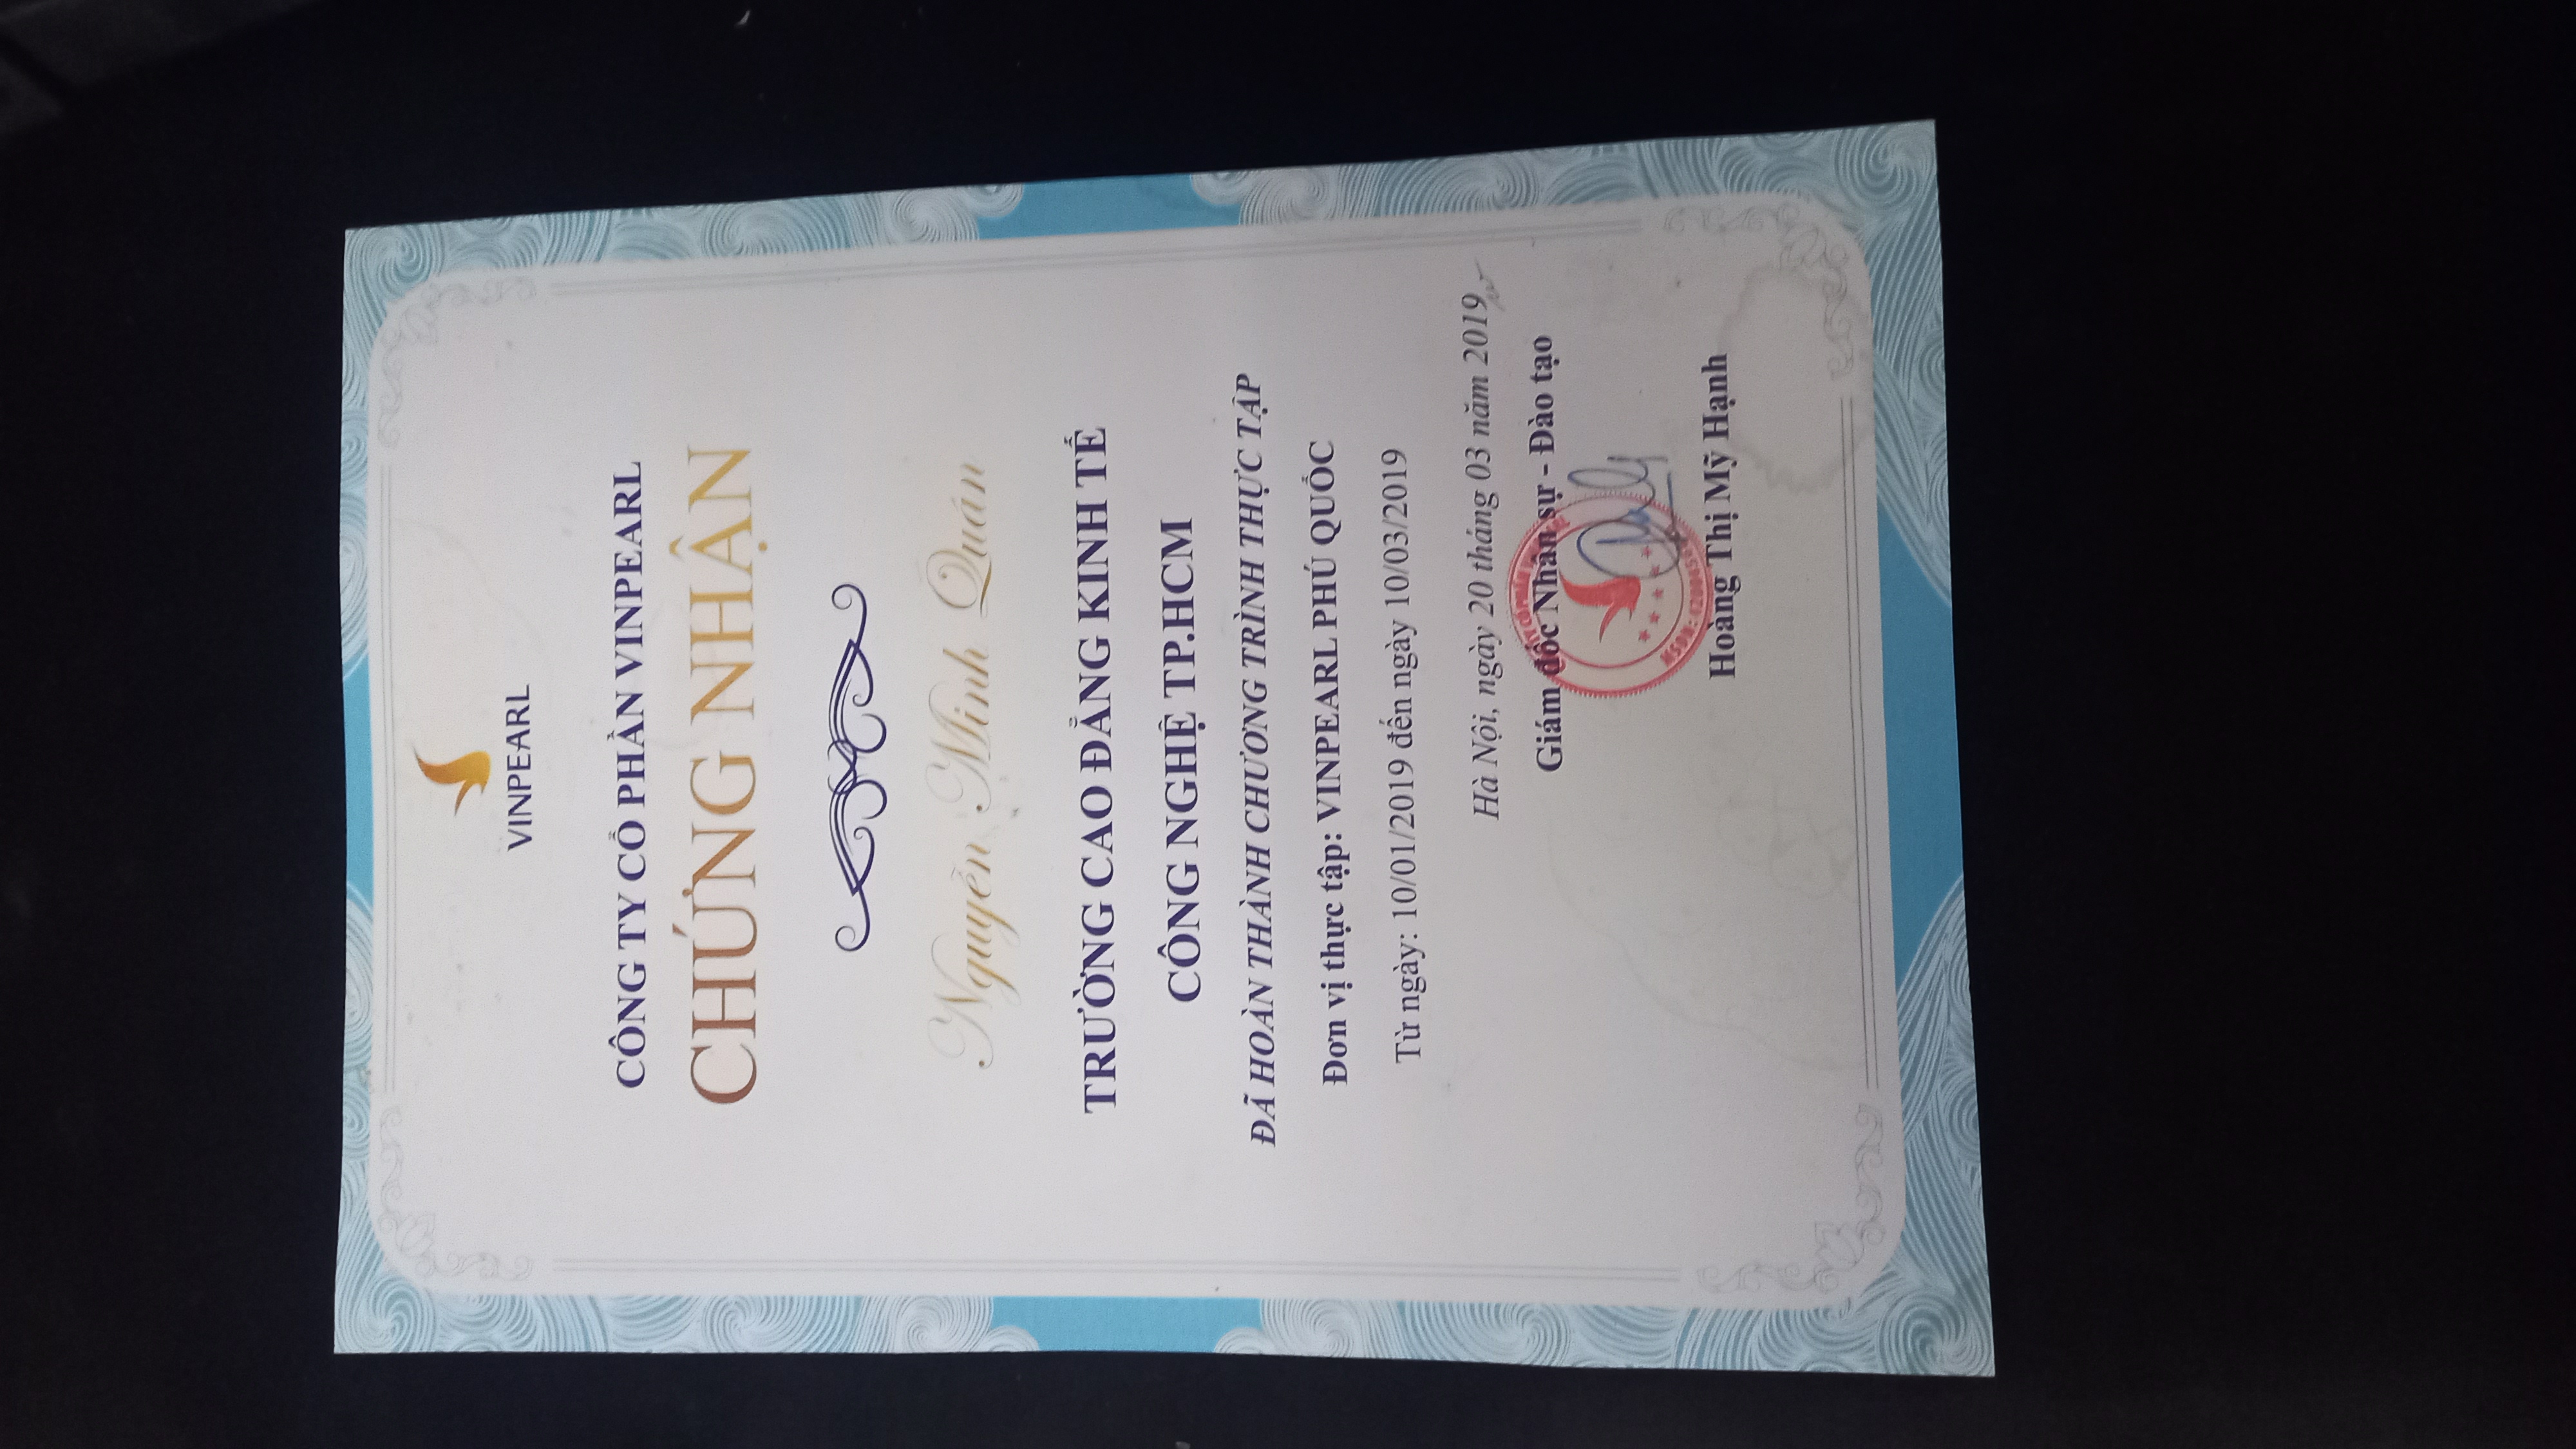 VINPEARL
CÔNG TY CỔ PHẦN VINPEARL
CHỨNG NHẬN
Nguyễn Minh Quán
TRƯỜNG CAO ĐẲNG KINH TẾ
CÔNG NGHỆ TP.HCM
ĐÃ HOÀN THÀNH CHƯƠNG TRÌNH THỰC TẬP
Đơn vị thực tập: VINPEARL PHÚ QUỐC
Từ ngày: 10/01/2019 đến ngày 10/03/2019
Hà Nội, ngày 20 tháng 03 năm 2019
Giám đốc Nhân sự - Đào tạo
Hoàng Thị Mỹ Hạnh